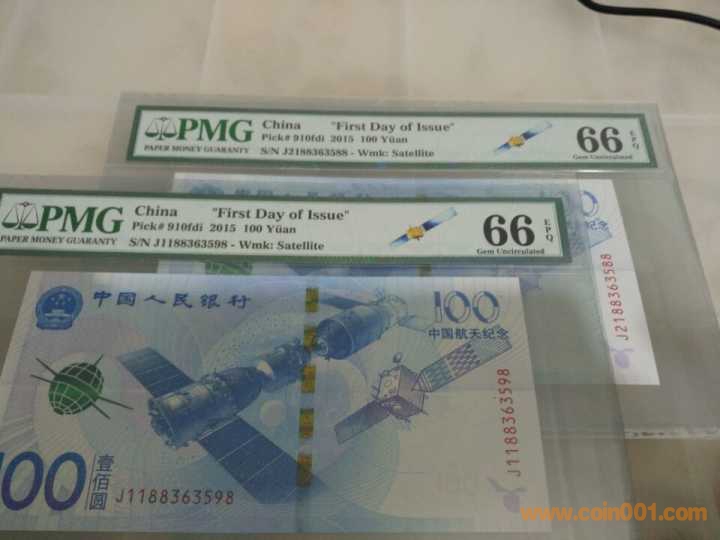 PMG
PAPER MONEY GUARANTY
China "First Day of Issue"
Pick# 910fdi 2015 100 Yüan
S/N J2188363588 - Wmk: Satellite
66 EPQ
Gem Uncirculated
J2188363588
PMG
PAPER MONEY GUARANTY
China "First Day of Issue"
Pick# 910fdi 2015 100 Yüan
S/N J1188363598 - Wmk: Satellite
66 EPQ
Gem Uncirculated
中国人民银行
100
中国航天纪念
100
壹佰圆
J1188363598
J1188363598
www.coin001.com